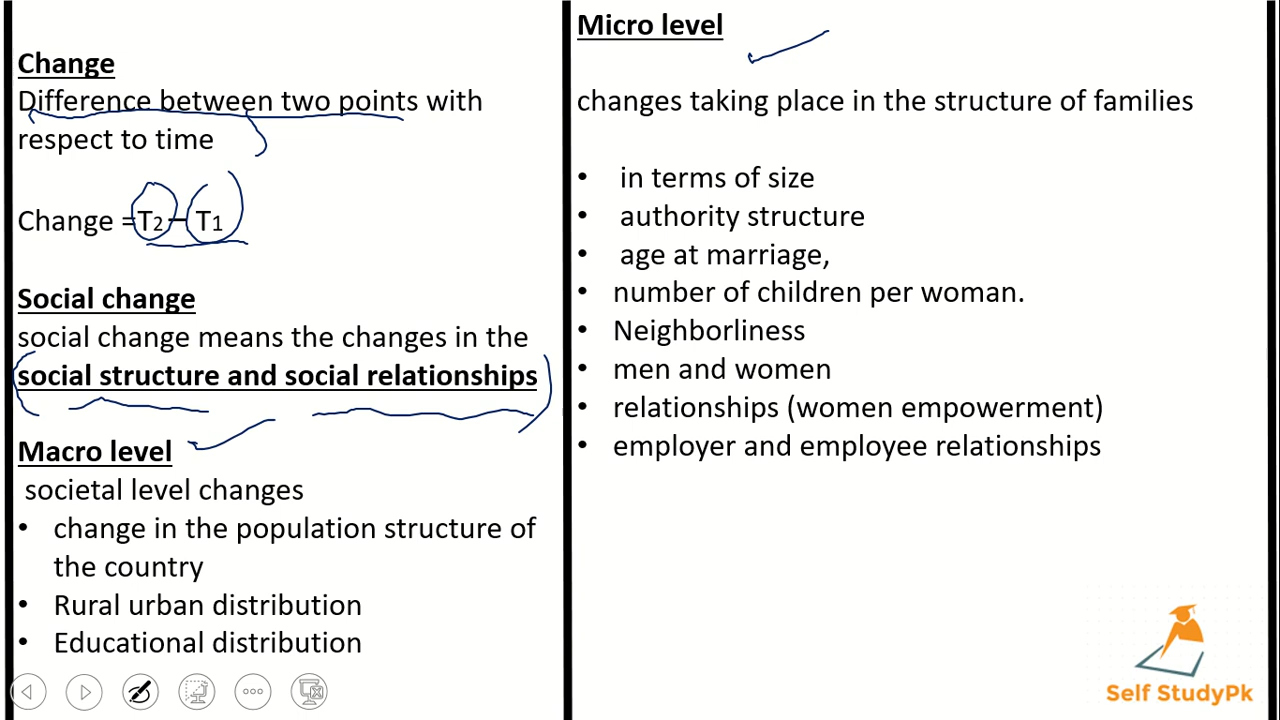 Change
Difference between two points with
respect to time
Change =T2 – T1
Social change
social change means the changes in the
social structure and social relationships
Macro level
societal level changes
• change in the population structure of
the country
• Rural urban distribution
• Educational distribution
Micro level
changes taking place in the structure of families
• in terms of size
• authority structure
• age at marriage,
• number of children per woman.
• Neighborliness
• men and women
• relationships (women empowerment)
• employer and employee relationships
Self StudyPk